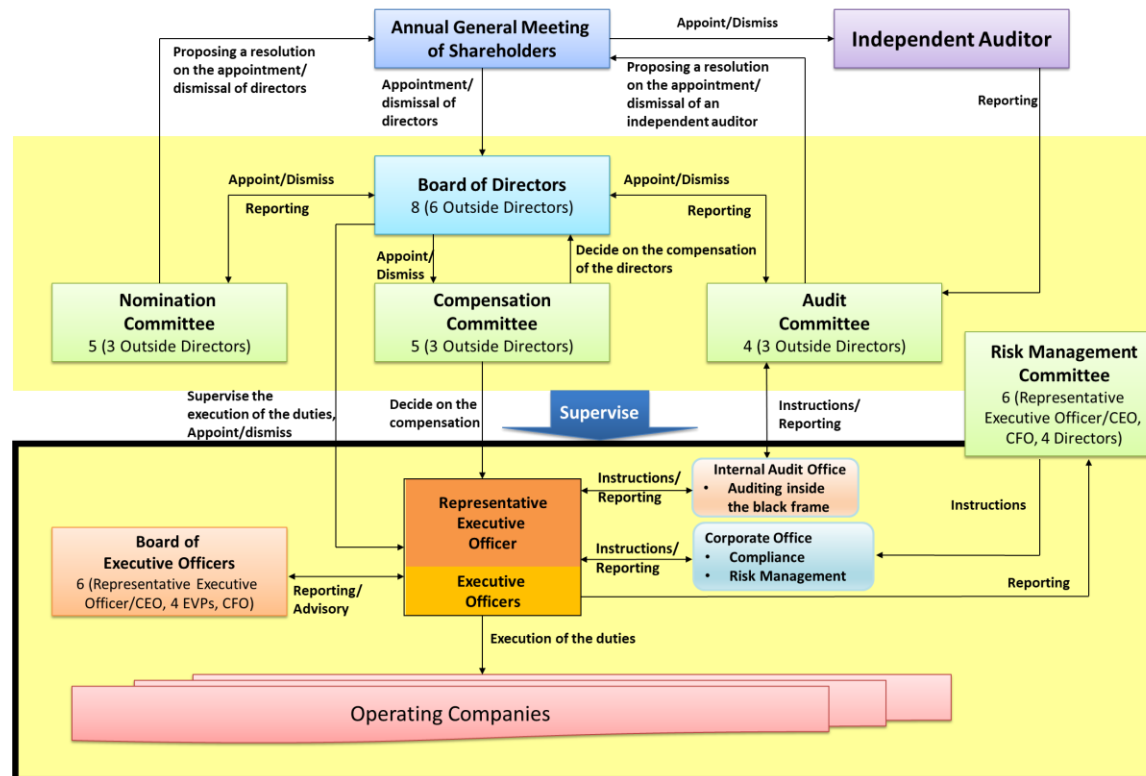 Annual General Meeting
of Shareholders
Appoint/Dismiss
Independent Auditor
Proposing a resolution
on the appointment/
dismissal of directors
Appointment/
dismissal of
directors
Proposing a resolution
on the appointment/
dismissal of an
independent auditor
Reporting
Board of Directors
8 (6 Outside Directors)
Appoint/Dismiss
Reporting
Appoint/Dismiss
Reporting
Appoint/
Dismiss
Decide on the compensation
of the directors
Nomination
Committee
5 (3 Outside Directors)
Compensation
Committee
5 (3 Outside Directors)
Audit
Committee
4 (3 Outside Directors)
Risk Management
Committee
6 (Representative
Executive Officer/CEO,
CFO, 4 Directors)
Supervise the
execution of the duties,
Appoint/dismiss
Decide on the
compensation
Supervise
Instructions/
Reporting
Internal Audit Office
• Auditing inside
the black frame
Instructions/
Reporting
Representative
Executive
Officer
Instructions
Corporate Office
• Compliance
• Risk Management
Instructions/
Reporting
Board of
Executive Officers
6 (Representative Executive
Officer/CEO, 4 EVPs, CFO)
Reporting/
Advisory
Executive
Officers
Reporting
Execution of the duties
Operating Companies